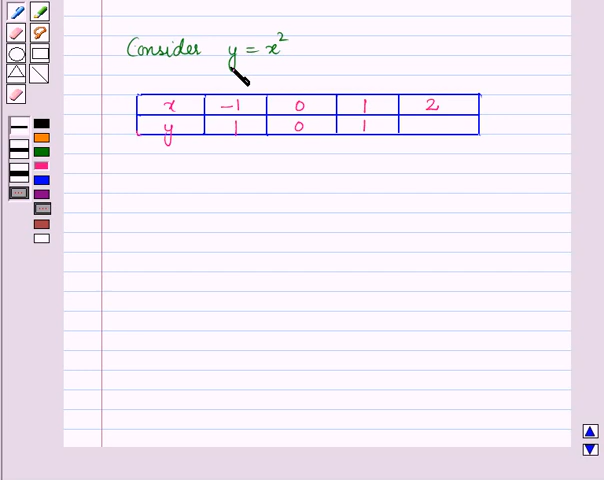 Consider y = x²
x -1 0 1 2
y 1 0 1